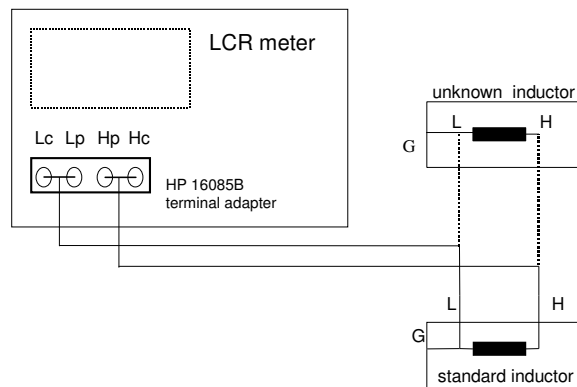 LCR meter
Lc Lp Hp Hc
HP 16085B
terminal adapter
unknown inductor
L H
G
L H
G
standard inductor